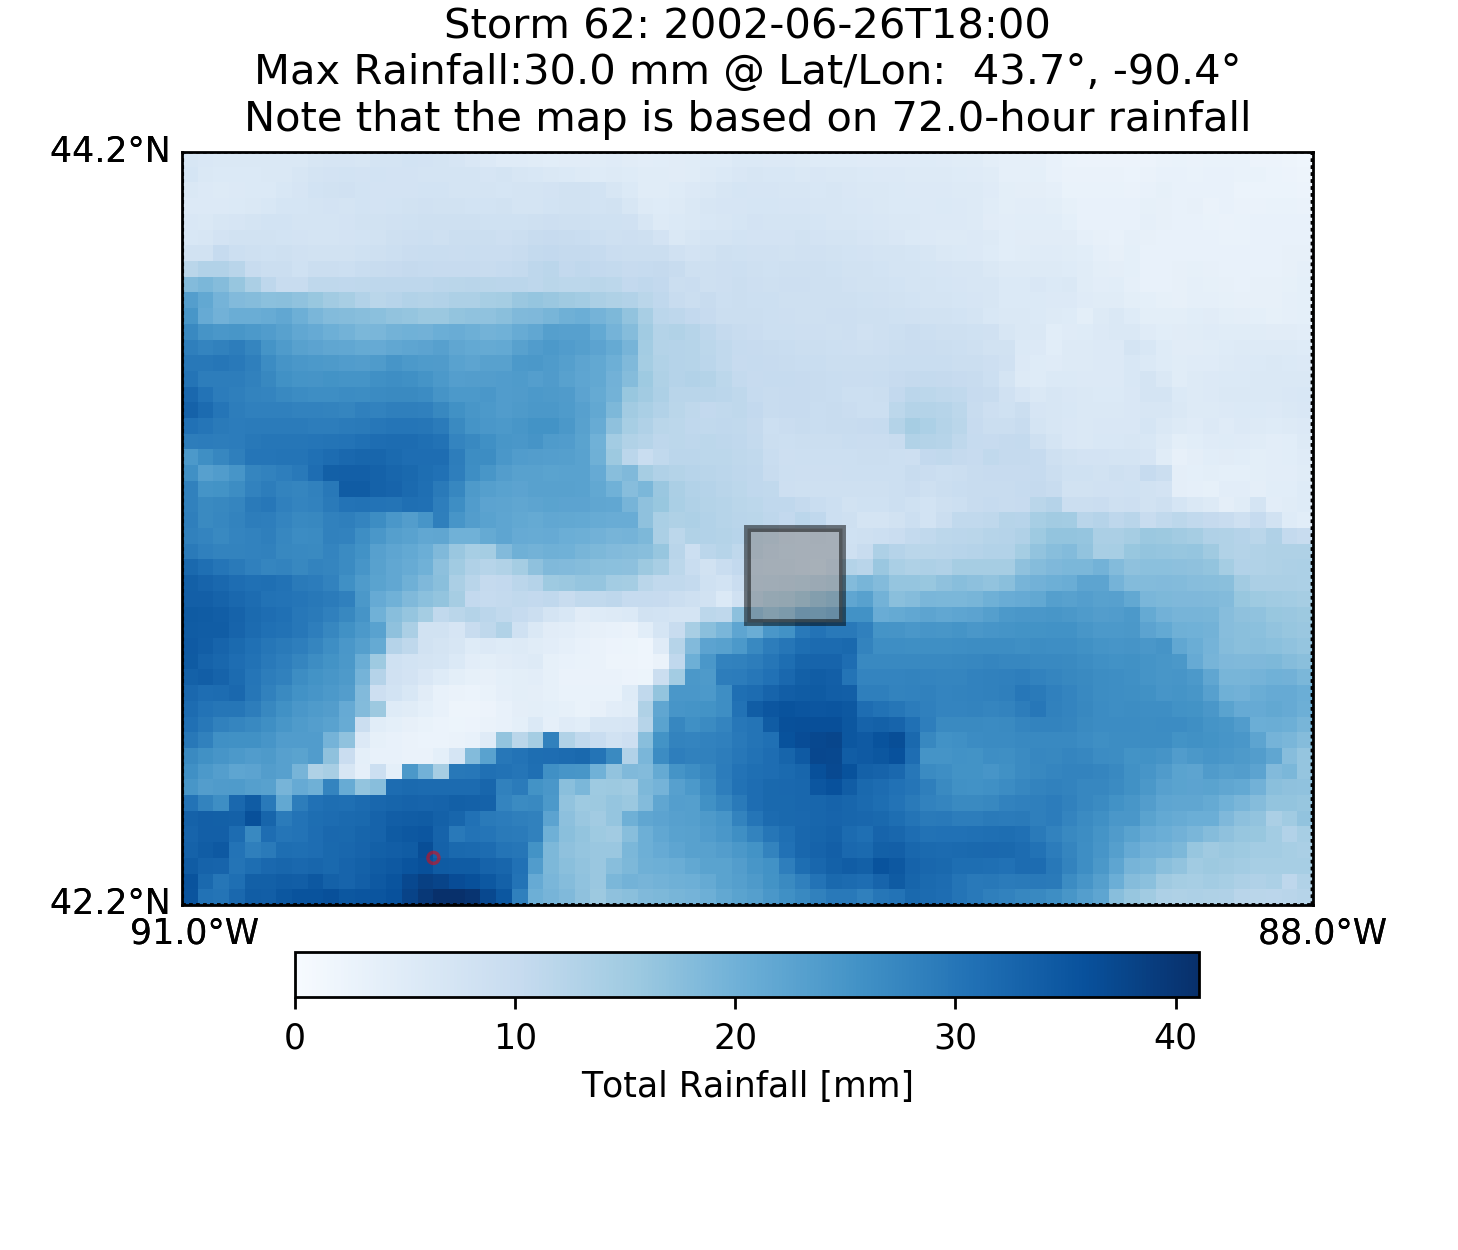 Storm 62: 2002-06-26T18:00
Max Rainfall:30.0 mm @ Lat/Lon:  43.7°, -90.4°
Note that the map is based on 72.0-hour rainfall
44.2°N
42.2°N
91.0°W 88.0°W
0 10 20 30 40
Total Rainfall [mm]